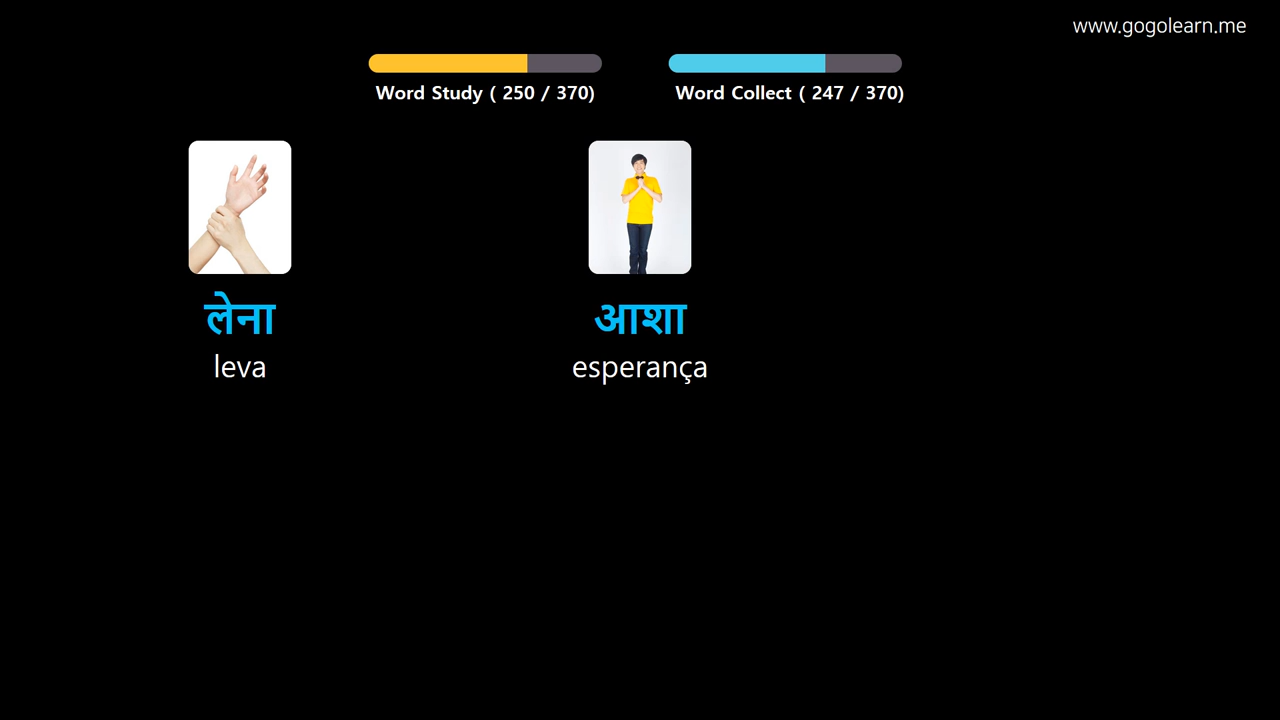 www.gogolearn.me
Word Study ( 250 / 370)
Word Collect ( 247 / 370)
लेना
आशा
leva
esperança